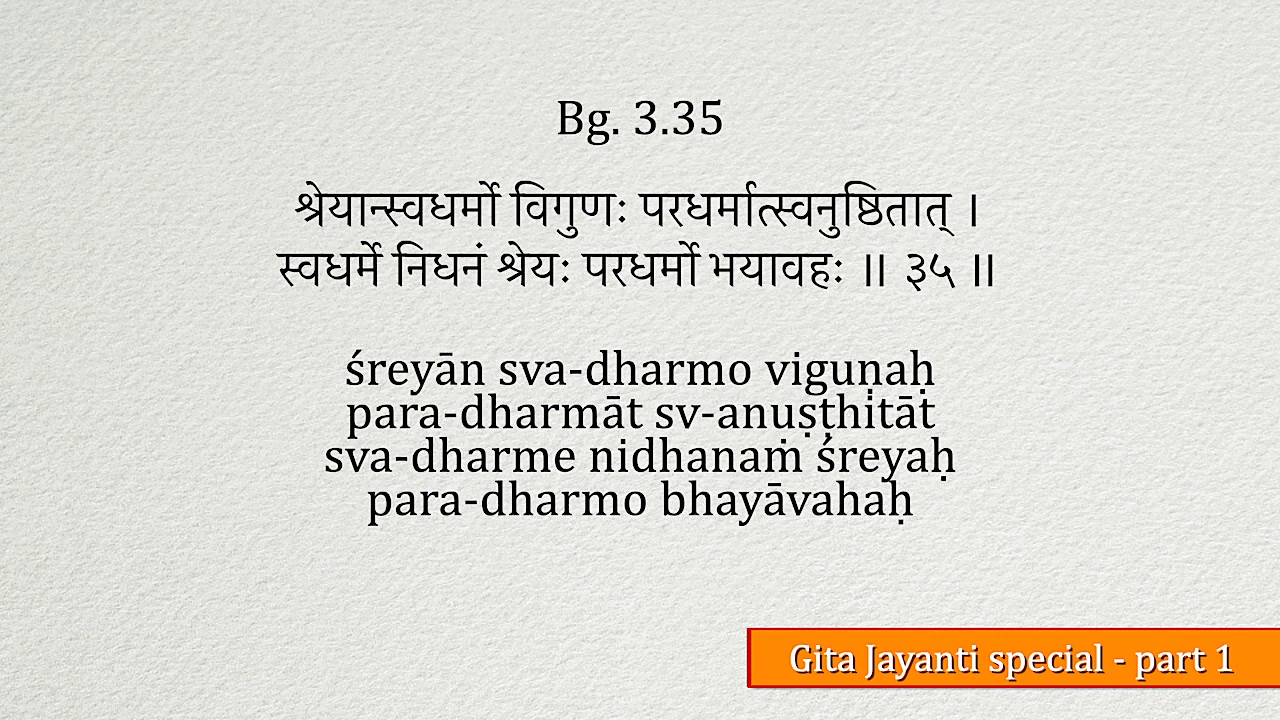 Bg. 3.35
श्रेयान्स्वधर्मो विगुणः परधर्मात्स्वनुष्ठितात् ।
स्वधर्मे निधनं श्रेयः परधर्मो भयावहः ॥ ३५ ॥
śreyān sva-dharmo viguṇaḥ
para-dharmāt sv-anuṣṭhitāt
sva-dharme nidhanaṁ śreyaḥ
para-dharmo bhayāvahaḥ
Gita Jayanti special - part 1